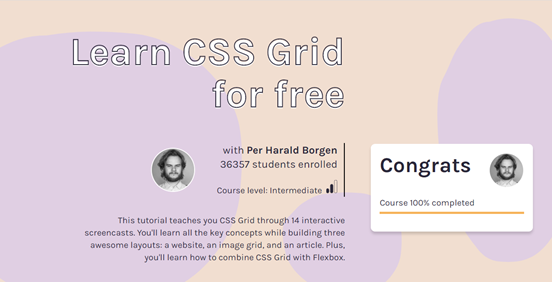 Learn CSS Grid
for free
with Per Harald Borgen
36357 students enrolled
Course level: Intermediate
This tutorial teaches you CSS Grid through 14 interactive
screencasts. You'll learn all the key concepts while building three
awesome layouts: a website, an image grid, and an article. Plus,
you'll learn how to combine CSS Grid with Flexbox.
Congrats
Course 100% completed